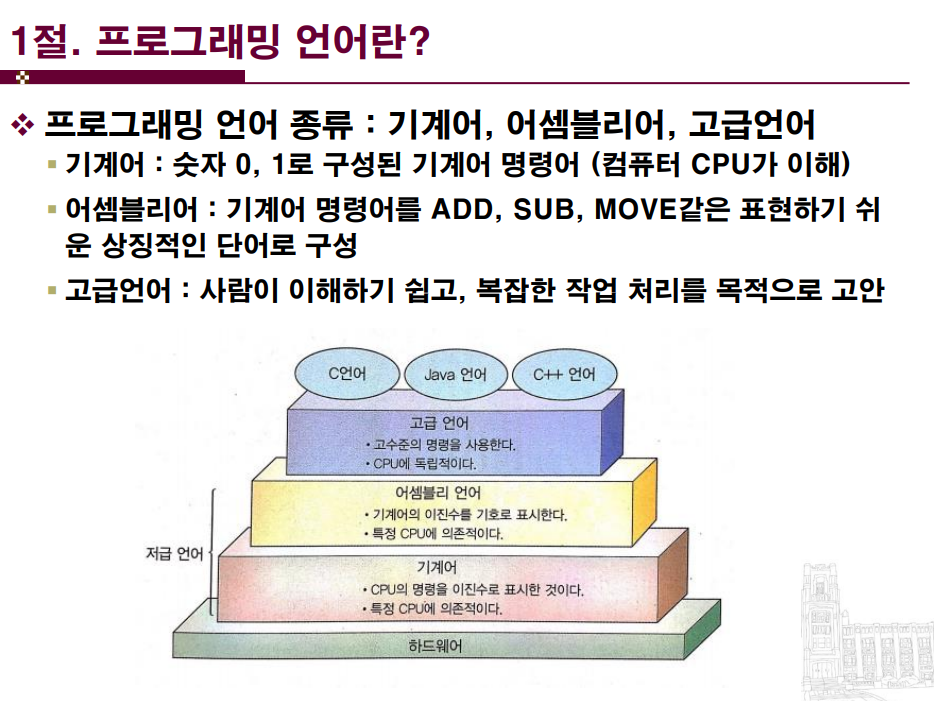 1절. 프로그래밍 언어란?
❖ 프로그래밍 언어 종류 : 기계어, 어셈블리어, 고급언어
▪ 기계어 : 숫자 0, 1로 구성된 기계어 명령어 (컴퓨터 CPU가 이해)
▪ 어셈블리어 : 기계어 명령어를 ADD, SUB, MOVE같은 표현하기 쉬
운 상징적인 단어로 구성
▪ 고급언어 : 사람이 이해하기 쉽고, 복잡한 작업 처리를 목적으로 고안
C언어
Java 언어
C++ 언어
고급 언어
• 고수준의 명령을 사용한다.
• CPU에 독립적이다.
어셈블리 언어
• 기계어의 이진수를 기호로 표시한다.
• 특정 CPU에 의존적이다.
저급 언어
기계어
• CPU의 명령을 이진수로 표시한 것이다.
• 특정 CPU에 의존적이다.
하드웨어